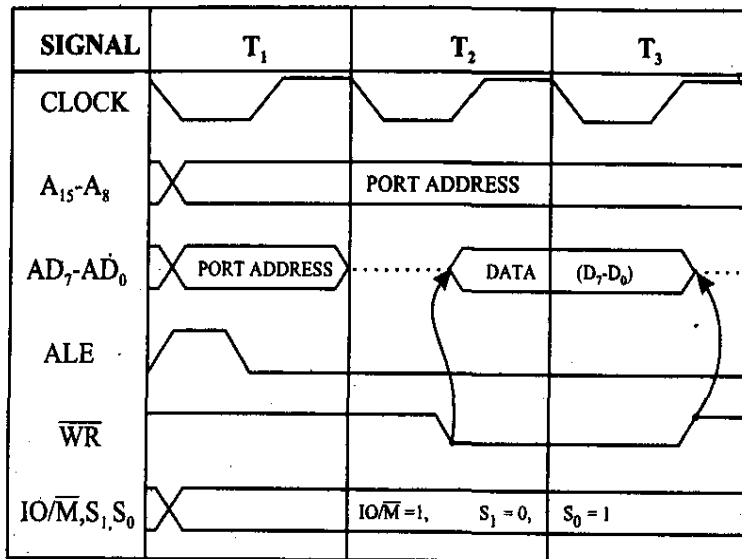 SIGNAL T₁ T₂ T₃
CLOCK
A₁₅-A₈ PORT ADDRESS
AD₇-AD₀ PORT ADDRESS DATA (D₇-D₀)
ALE
W̅R̅
IO/M̅,S₁,S₀ IO/M̅=1, S₁=0, S₀=1